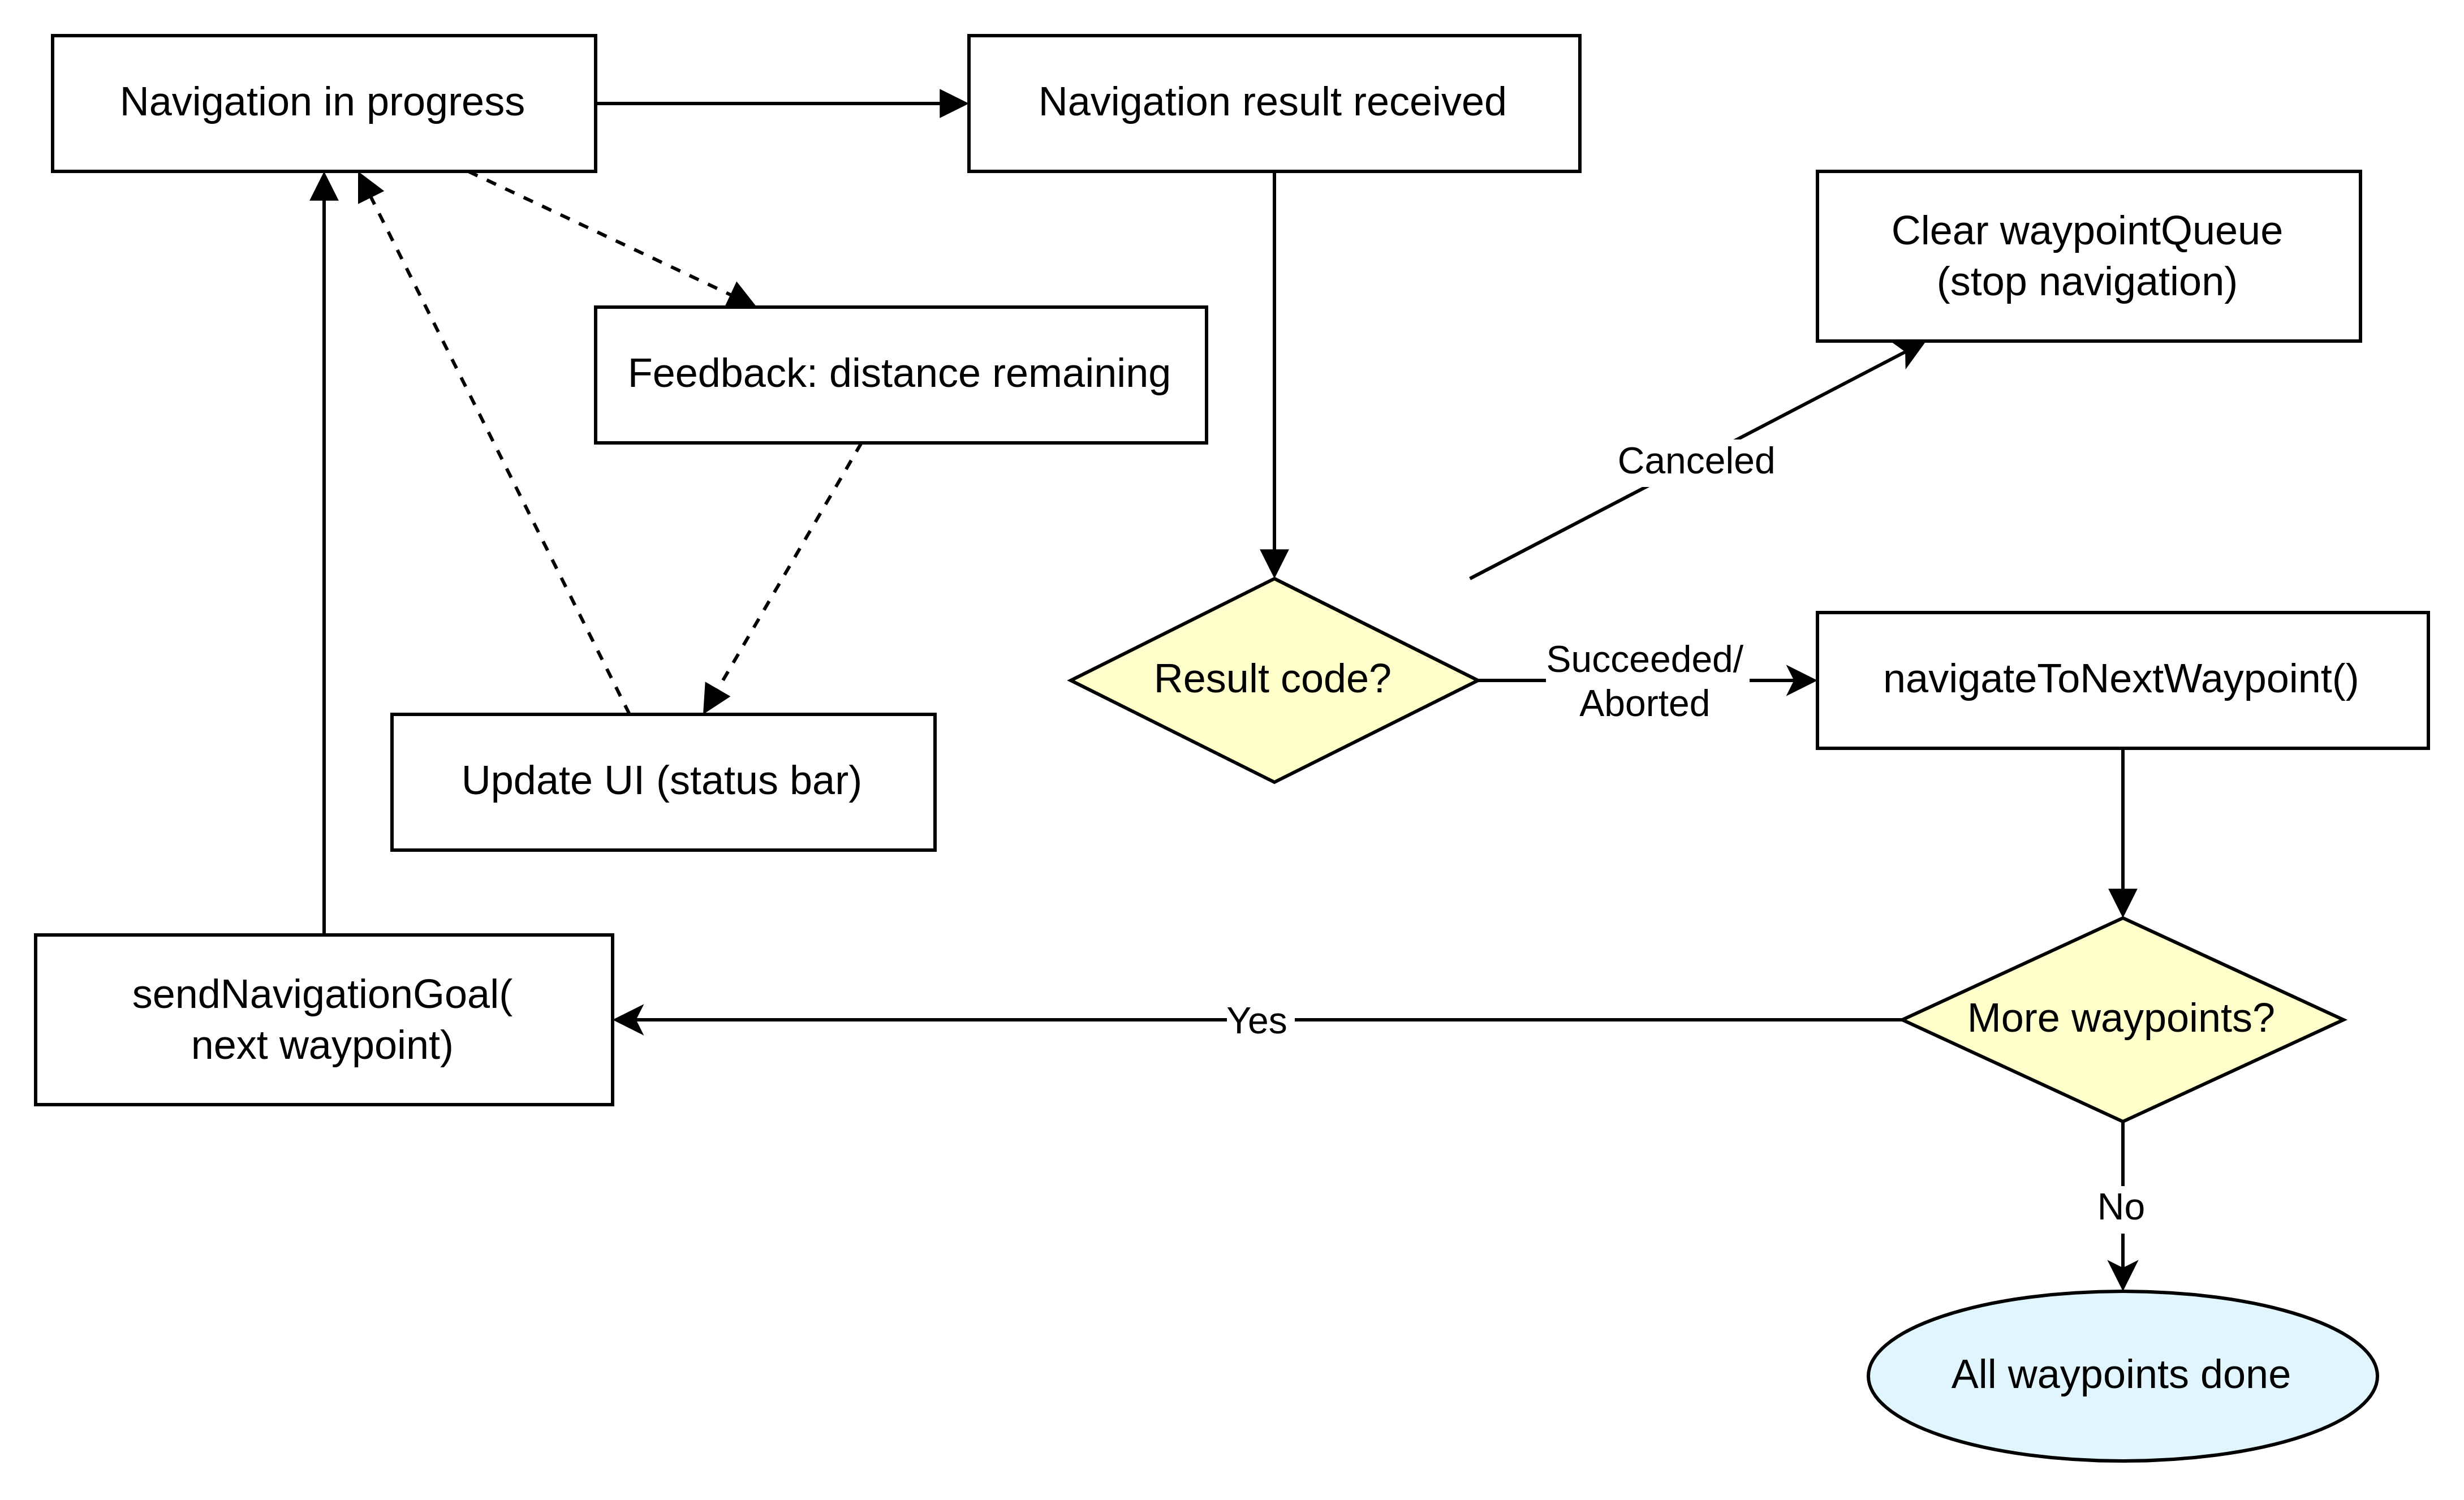 Navigation in progress
Navigation result received
Clear waypointQueue
(stop navigation)
Feedback: distance remaining
Canceled
Result code?
Succeeded/
Aborted
navigateToNextWaypoint()
Update UI (status bar)
sendNavigationGoal(
next waypoint)
Yes
More waypoints?
No
All waypoints done